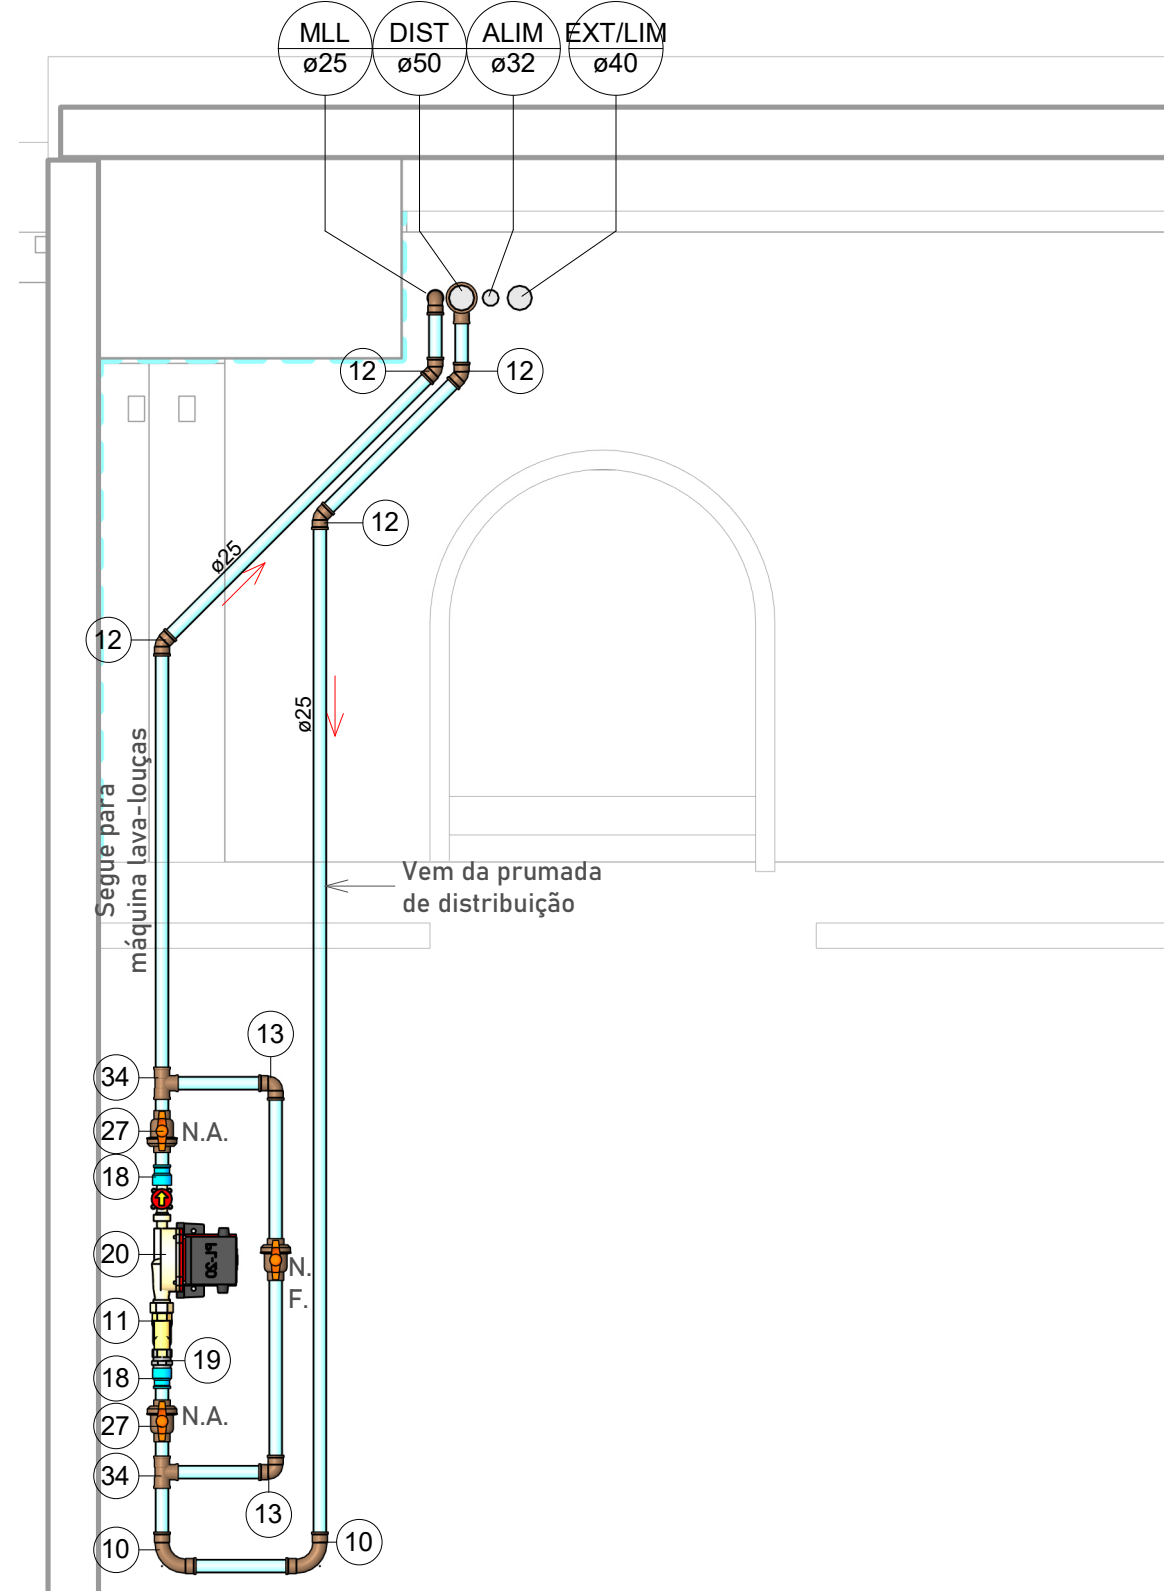 MLL
ø25
DIST
ø50
ALIM
ø32
EXT/LIM
ø40
12
12
12
ø25
12
ø25
Segue para
máquina lava-louças
Vem da prumada
de distribuição
13
34
27
N.A.
18
20
PL-20
N.
F.
11
19
18
27
N.A.
34
13
10
10